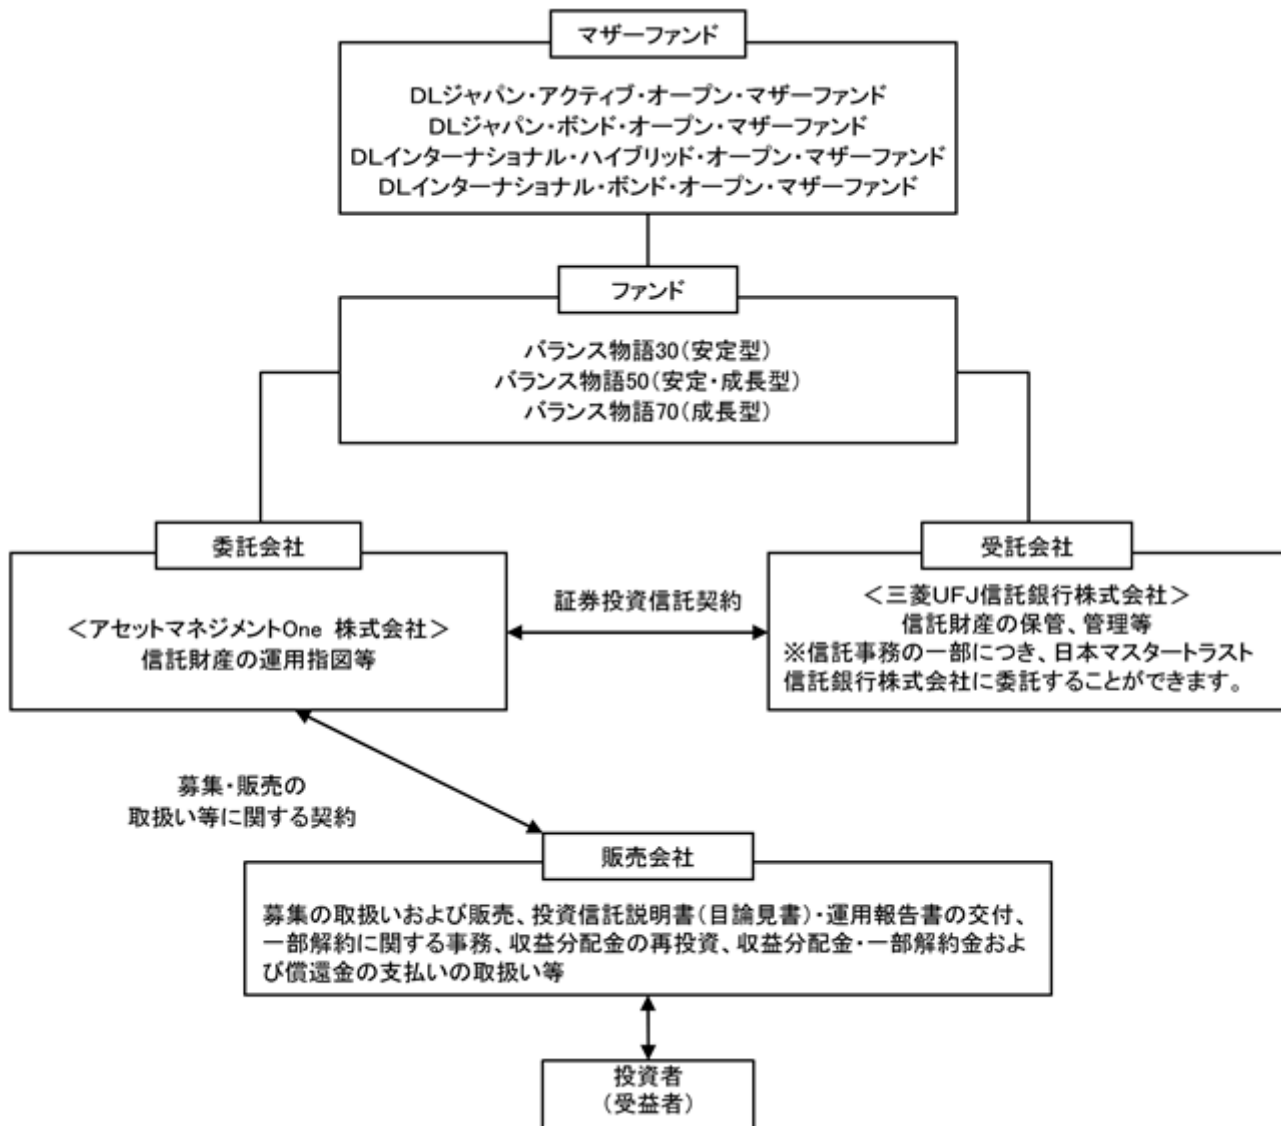 マザーファンド
DLジャパン・アクティブ・オープン・マザーファンド
DLジャパン・ボンド・オープン・マザーファンド
DLインターナショナル・ハイブリッド・オープン・マザーファンド
DLインターナショナル・ボンド・オープン・マザーファンド
ファンド
バランス物語30(安定型)
バランス物語50(安定・成長型)
バランス物語70(成長型)
委託会社
＜アセットマネジメントOne 株式会社＞
信託財産の運用指図等
証券投資信託契約
受託会社
＜三菱UFJ信託銀行株式会社＞
信託財産の保管、管理等
※信託事務の一部につき、日本マスタートラスト
信託銀行株式会社に委託することができます。
募集・販売の
取扱い等に関する契約
販売会社
募集の取扱いおよび販売、投資信託説明書(目論見書)・運用報告書の交付、
一部解約に関する事務、収益分配金の再投資、収益分配金・一部解約金およ
び償還金の支払いの取扱い等
投資者
(受益者)